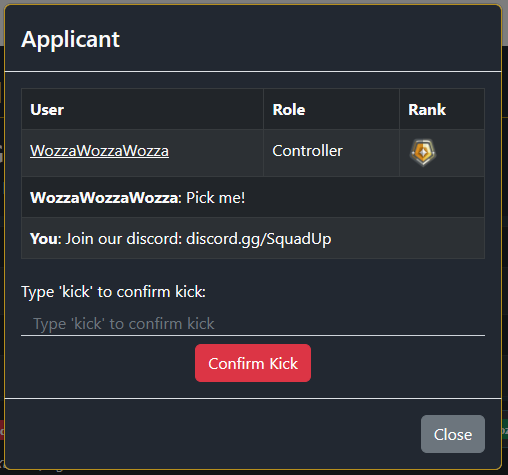 Applicant
User Role Rank
WozzaWozzaWozza Controller
WozzaWozzaWozza: Pick me!
You: Join our discord: discord.gg/SquadUp
Type 'kick' to confirm kick:
Type 'kick' to confirm kick
Confirm Kick
Close